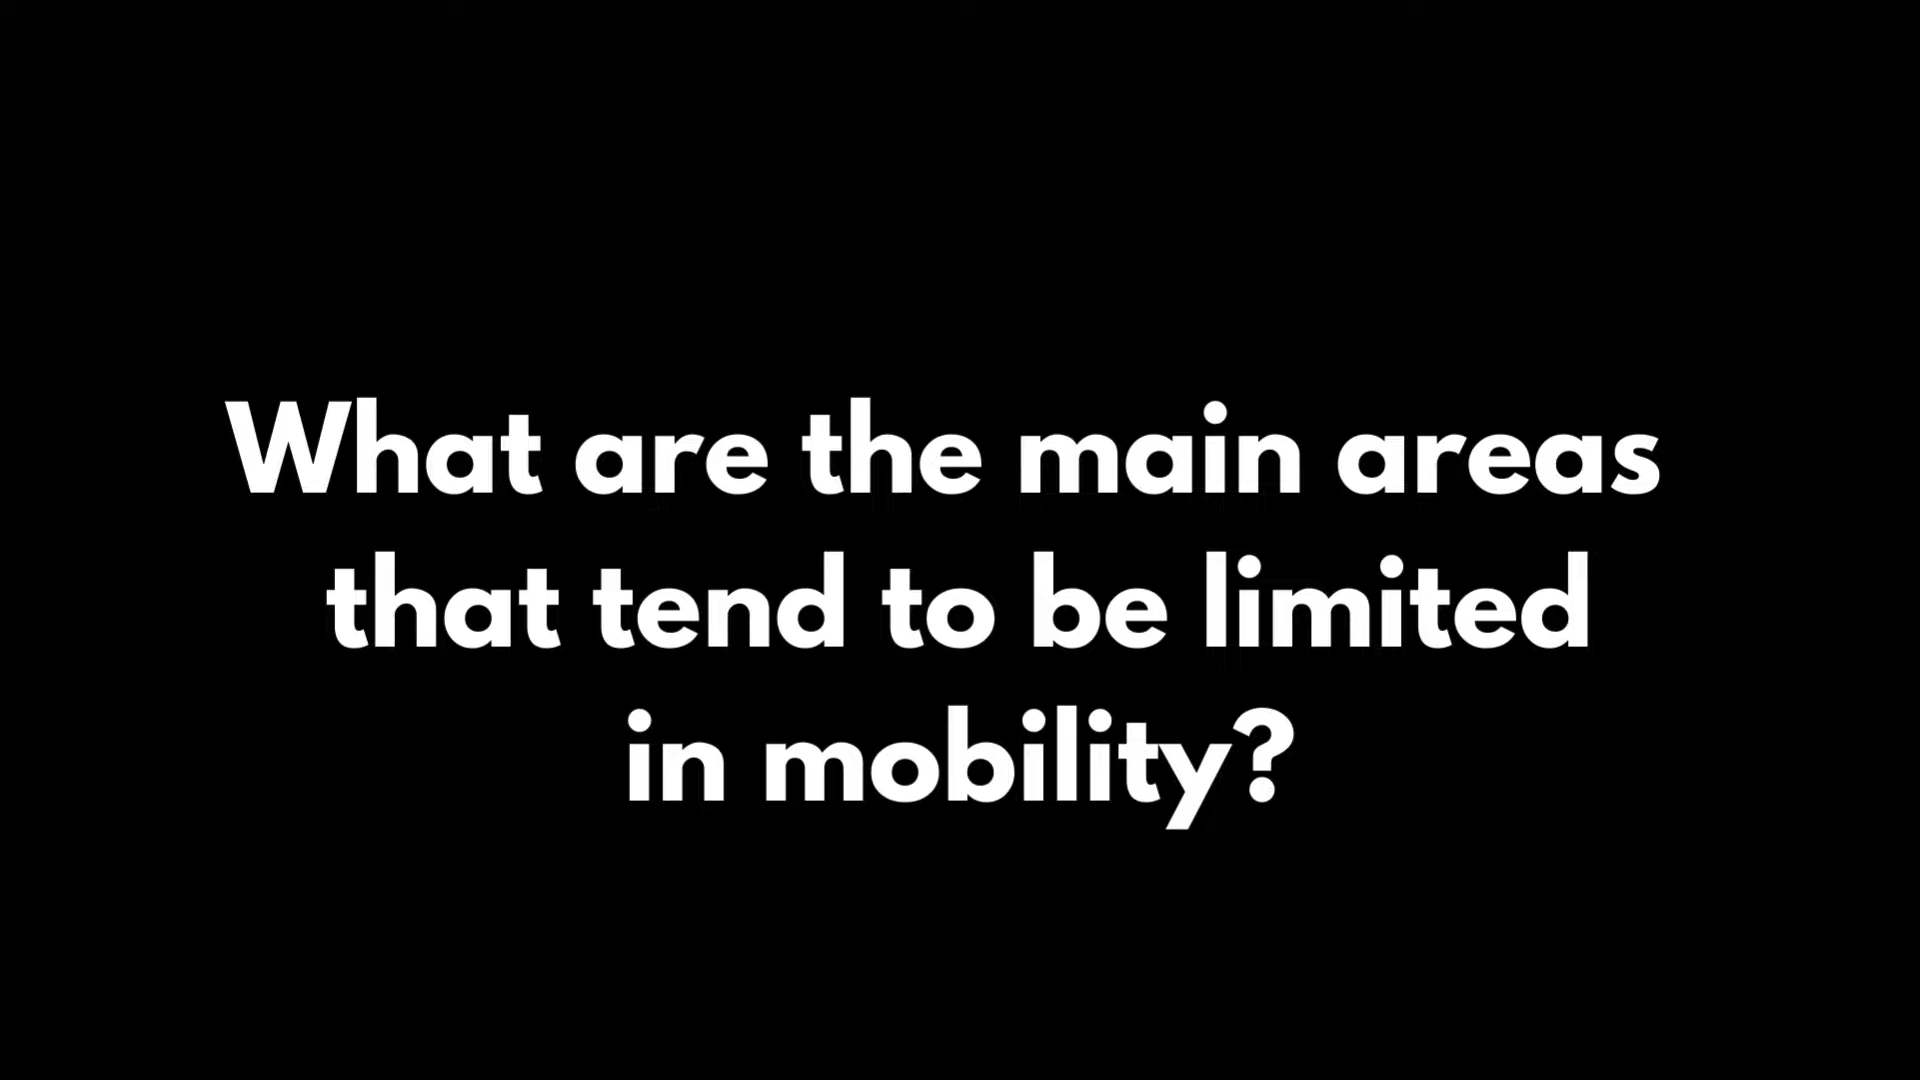 What are the main areas
that tend to be limited
in mobility?